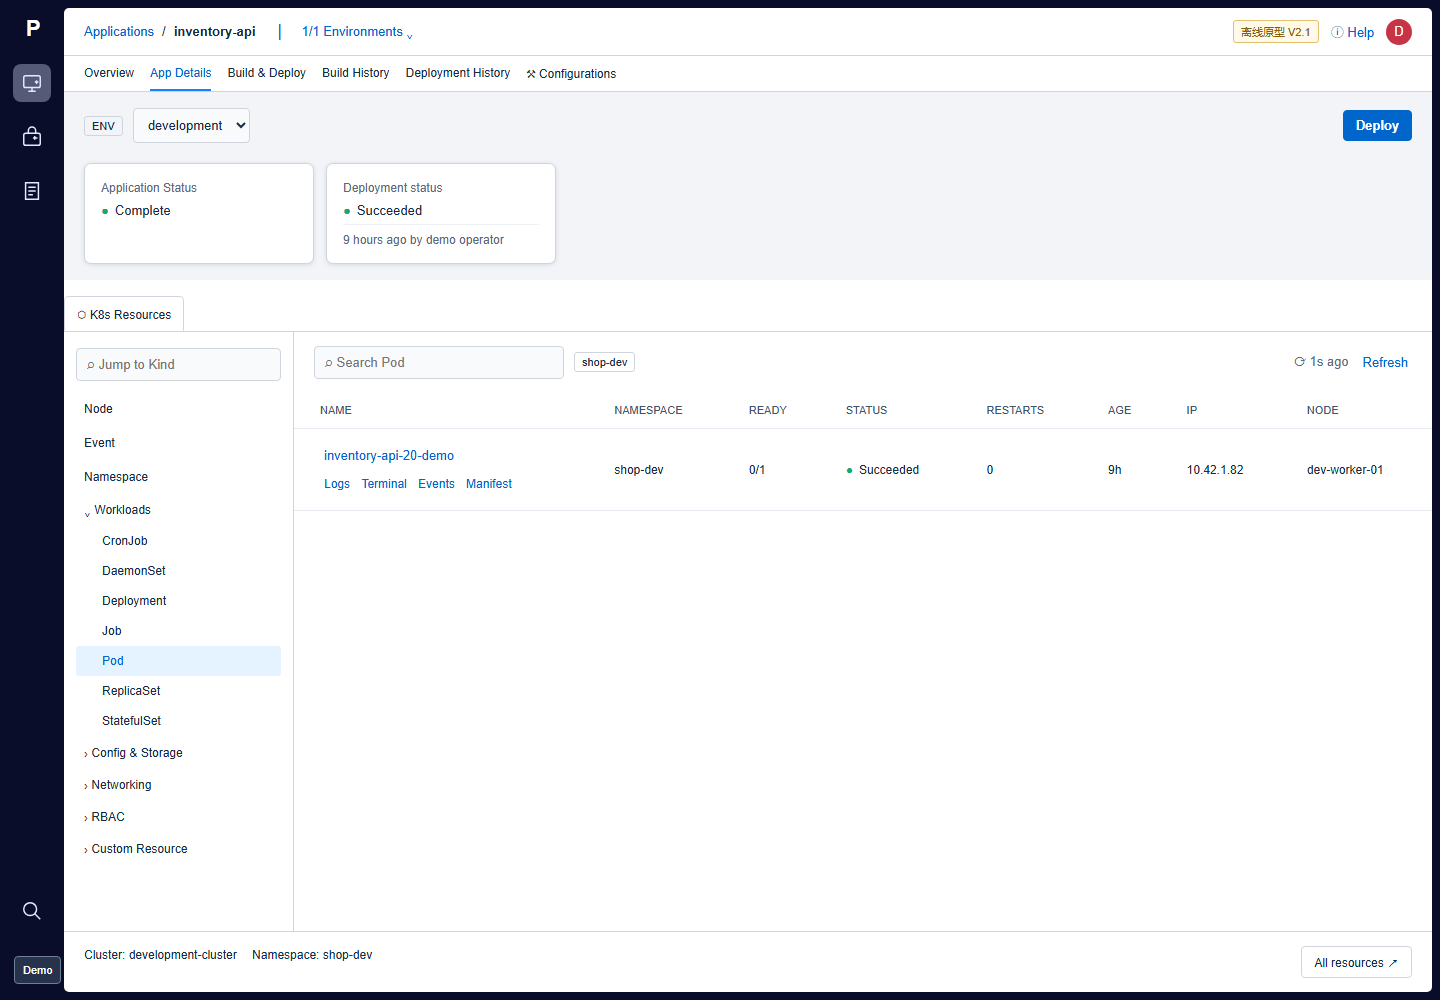 P
Applications / inventory-api | 1/1 Environments
离线原型 V2.1
Help
D
Overview App Details Build & Deploy Build History Deployment History Configurations
ENV development
Deploy
Application Status
Complete
Deployment status
Succeeded
9 hours ago by demo operator
K8s Resources
Jump to Kind
Node
Event
Namespace
Workloads
CronJob
DaemonSet
Deployment
Job
Pod
ReplicaSet
StatefulSet
Config & Storage
Networking
RBAC
Custom Resource
Search Pod
shop-dev
1s ago Refresh
NAME NAMESPACE READY STATUS RESTARTS AGE IP NODE
inventory-api-20-demo
shop-dev 0/1 Succeeded 0 9h 10.42.1.82 dev-worker-01
Logs Terminal Events Manifest
Cluster: development-cluster Namespace: shop-dev
All resources ↗
Demo